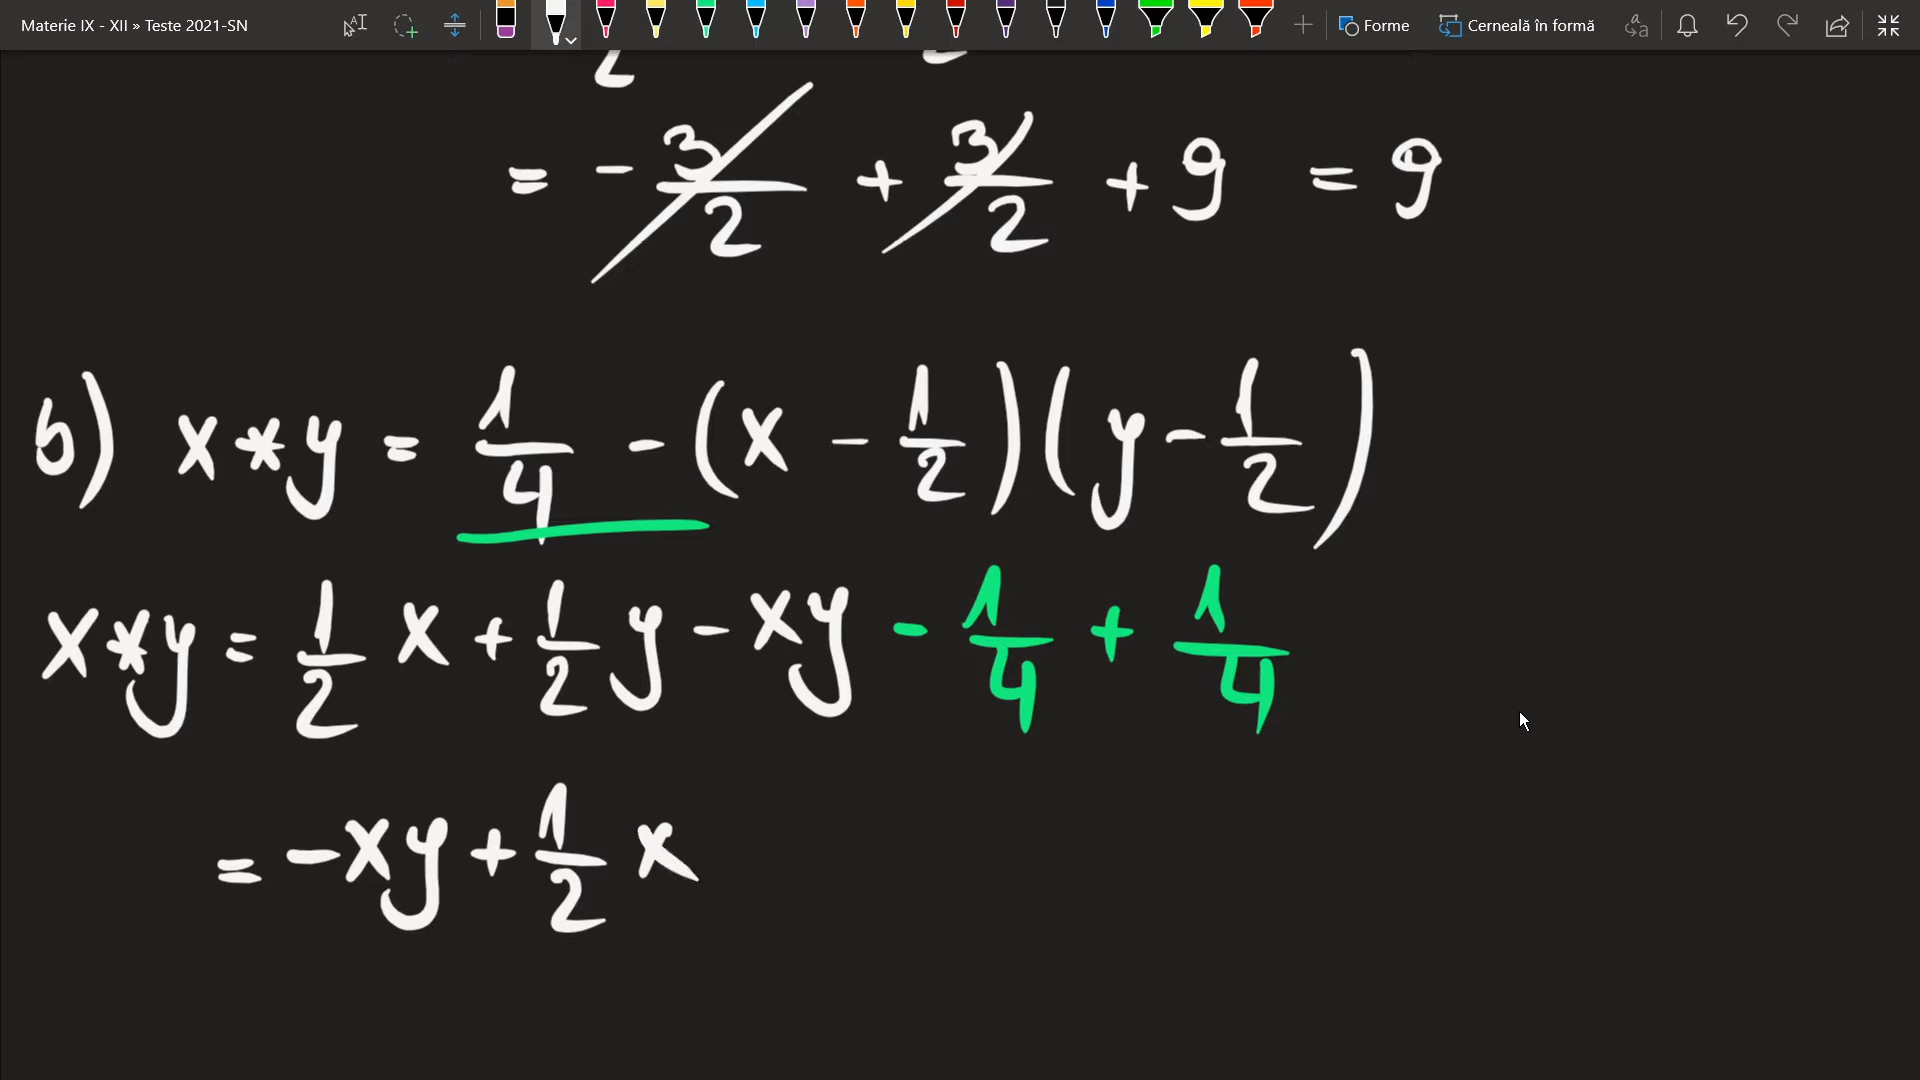 Materie IX - XII » Teste 2021-SN Forme Cerneală în formă
= - 3/2 + 3/2 + 9 = 9
b) x * y = 1/4 - (x - 1/2)(y - 1/2)
x * y = 1/2 x + 1/2 y - xy - 1/4 + 1/4
= -xy + 1/2 x